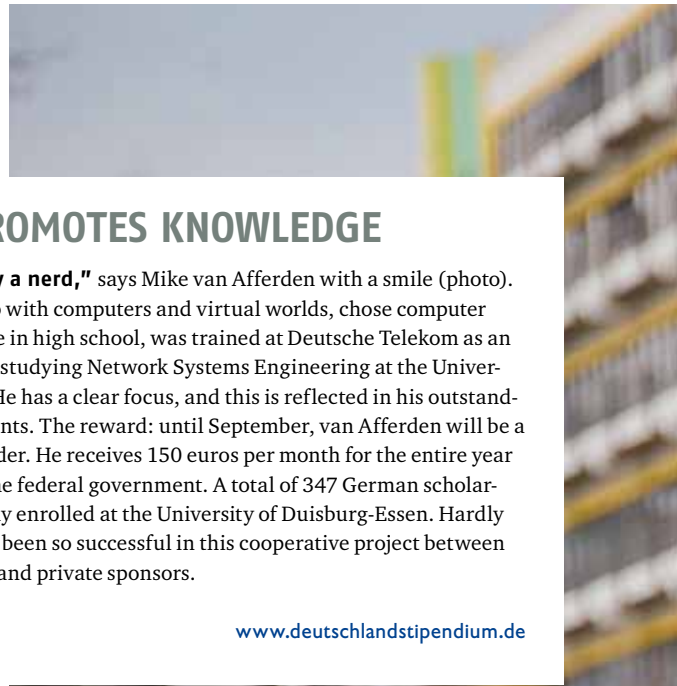 ROMOTES KNOWLEDGE
a nerd,” says Mike van Afferden with a smile (photo).
with computers and virtual worlds, chose computer
in high school, was trained at Deutsche Telekom as an
studying Network Systems Engineering at the Univer-
He has a clear focus, and this is reflected in his outstand-
nts. The reward: until September, van Afferden will be a
der. He receives 150 euros per month for the entire year
he federal government. A total of 347 German scholar-
y enrolled at the University of Duisburg-Essen. Hardly
been so successful in this cooperative project between
and private sponsors.
www.deutschlandstipendium.de